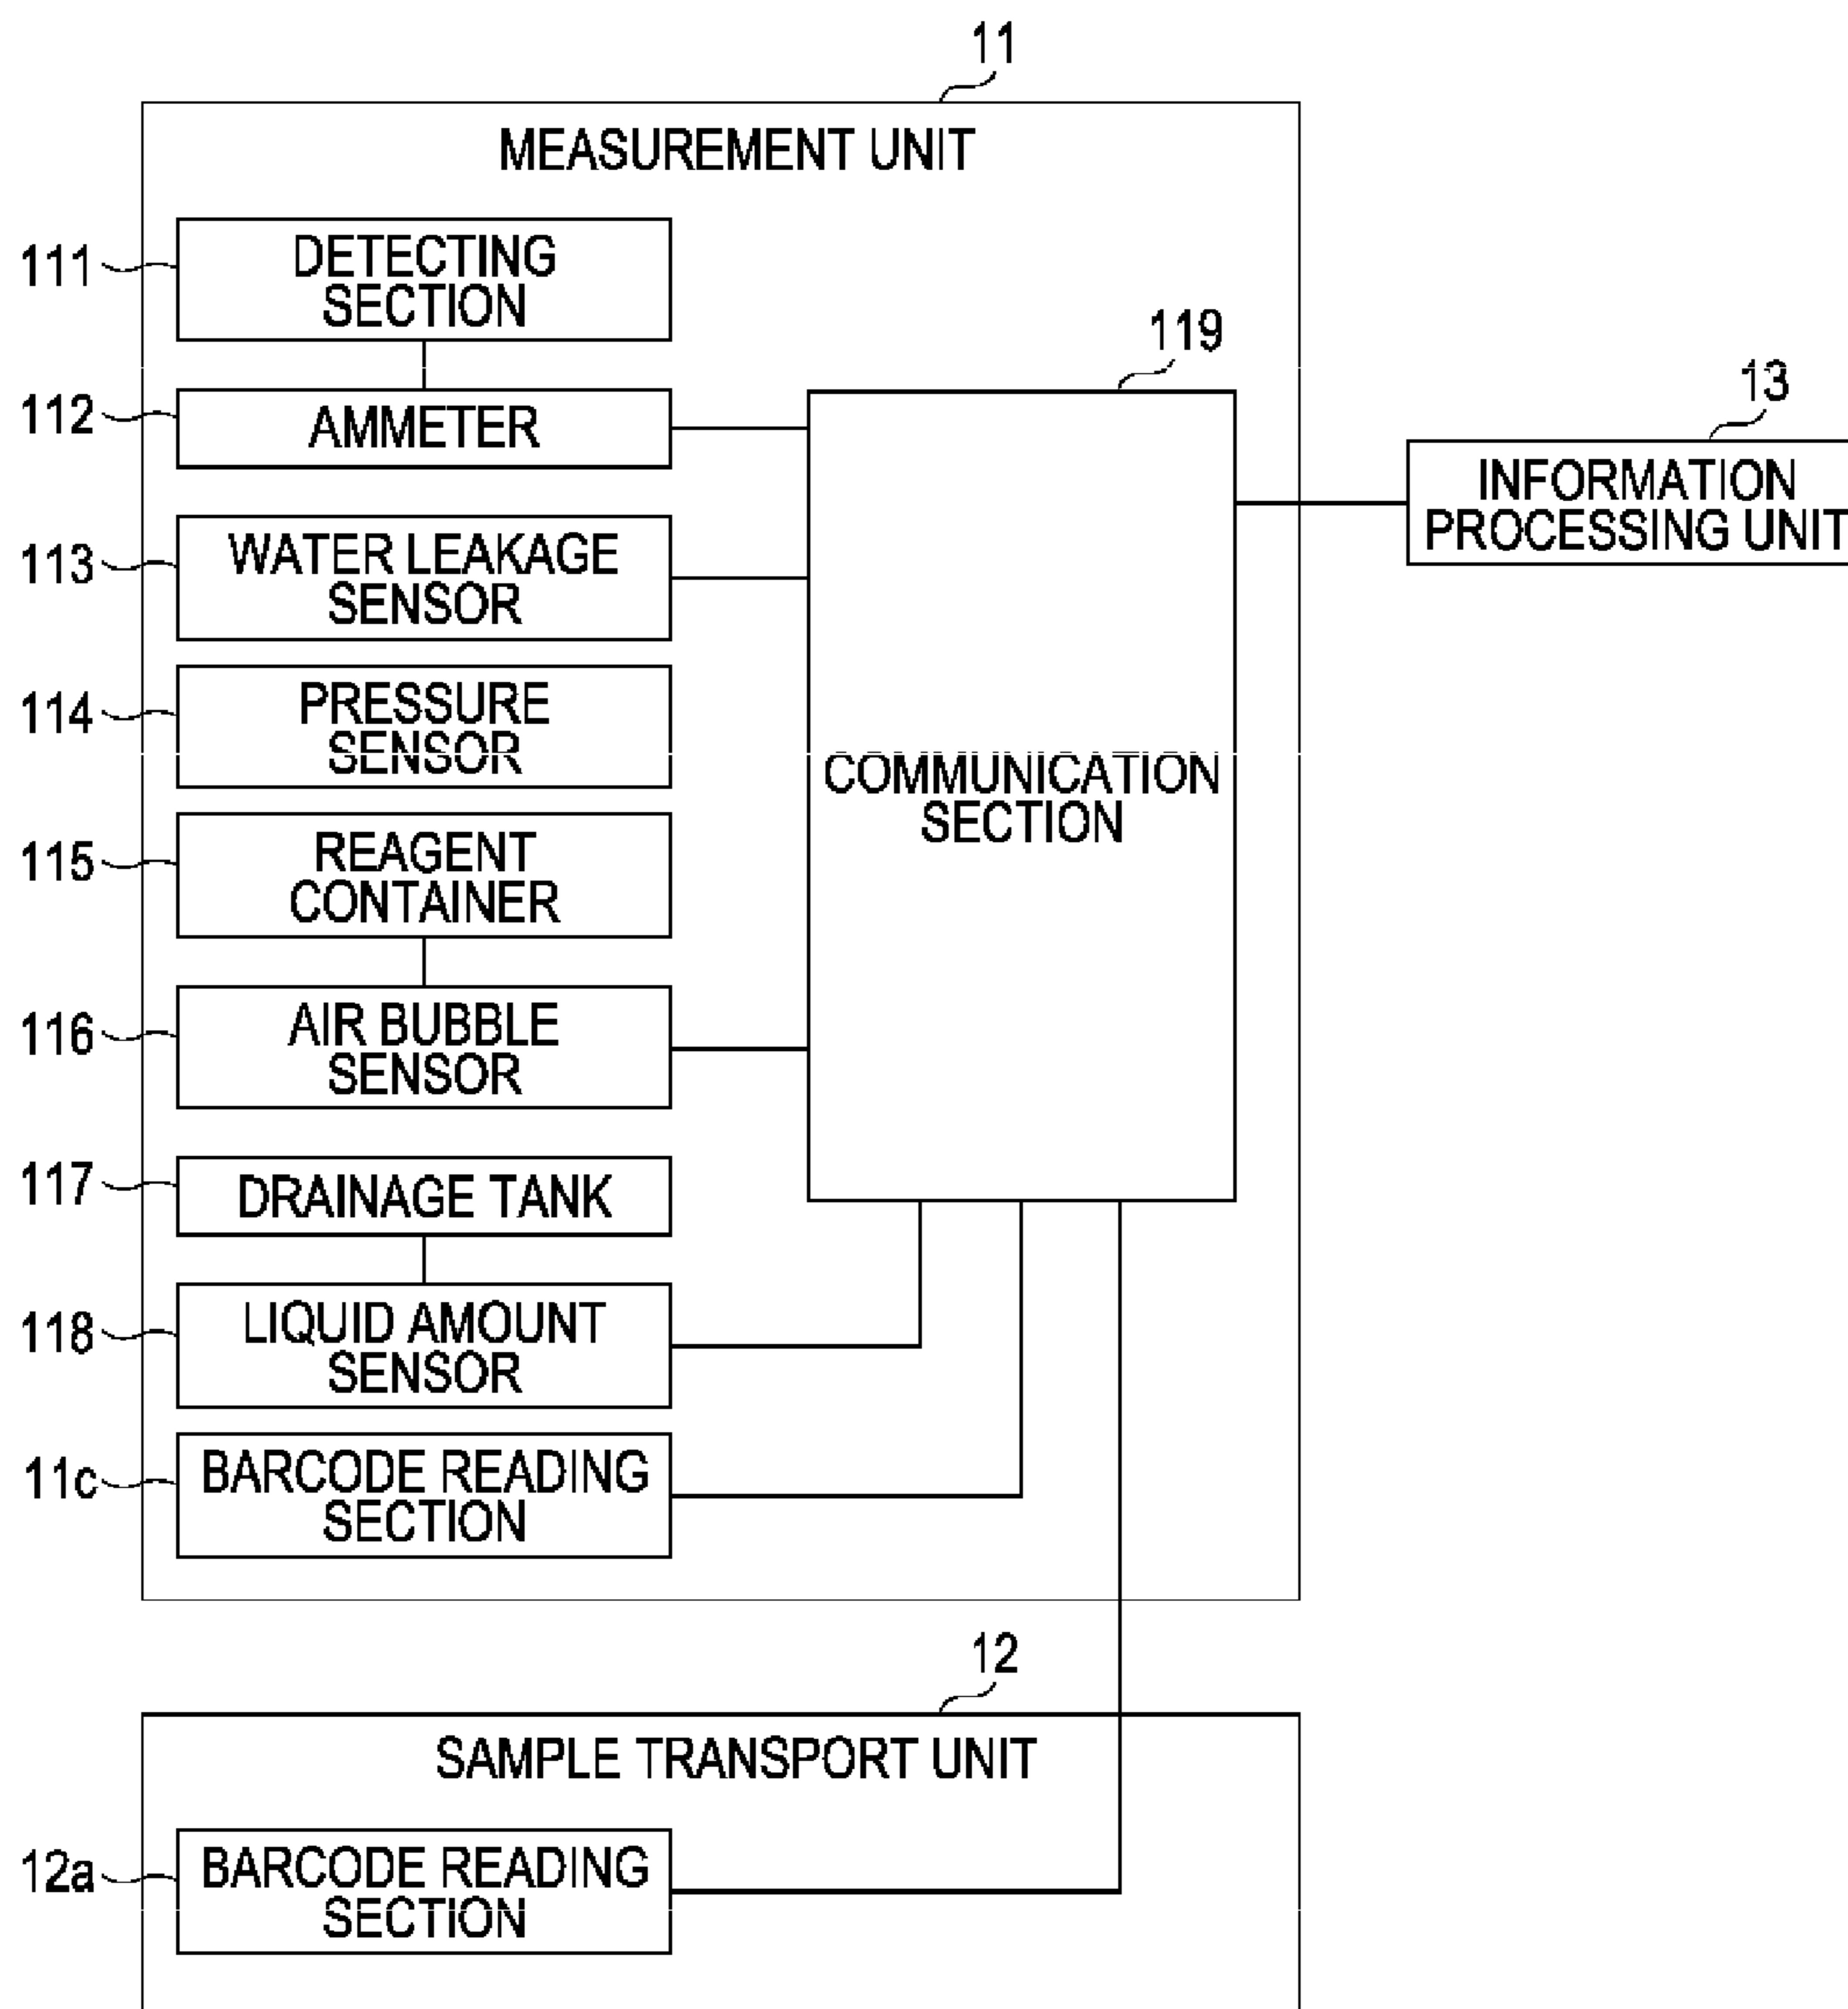 11
MEASUREMENT UNIT
111
DETECTING
SECTION
119
112
AMMETER
13
INFORMATION
PROCESSING UNIT
113
WATER LEAKAGE
SENSOR
114
PRESSURE
SENSOR
COMMUNICATION
SECTION
115
REAGENT
CONTAINER
116
AIR BUBBLE
SENSOR
117
DRAINAGE TANK
118
LIQUID AMOUNT
SENSOR
11c
BARCODE READING
SECTION
12
SAMPLE TRANSPORT UNIT
12a
BARCODE READING
SECTION